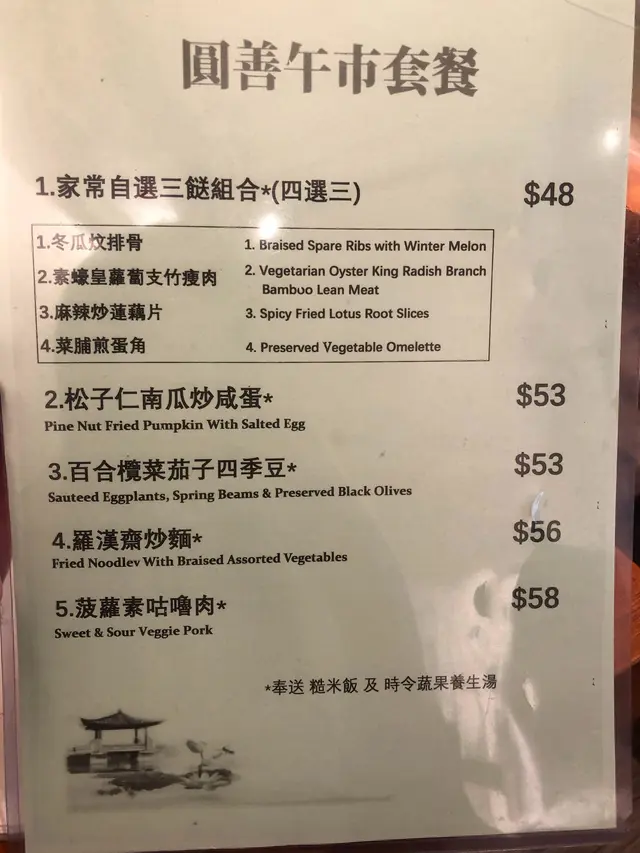 圓善午市套餐
1.家常自選三餸組合*(四選三) $48
1.冬瓜炆排骨 1. Braised Spare Ribs with Winter Melon
2.素蠔皇蘿蔔支竹瘦肉 2. Vegetarian Oyster King Radish Branch
Bamboo Lean Meat
3.麻辣炒蓮藕片 3. Spicy Fried Lotus Root Slices
4.菜脯煎蛋角 4. Preserved Vegetable Omelette
2.松子仁南瓜炒咸蛋* $53
Pine Nut Fried Pumpkin With Salted Egg
3.百合欖菜茄子四季豆* $53
Sauteed Eggplants, Spring Beams & Preserved Black Olives
4.羅漢齋炒麵* $56
Fried Noodlev With Braised Assorted Vegetables
5.菠蘿素咕嚕肉* $58
Sweet & Sour Veggie Pork
*奉送 糙米飯 及 時令蔬果養生湯